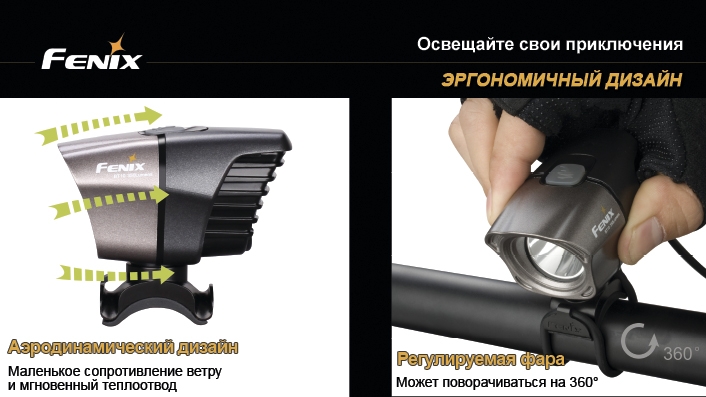 FENIX
Освещайте свои приключения
ЭРГОНОМИЧНЫЙ ДИЗАЙН
FENIX
FENIX
360°
Аэродинамический дизайн
Маленькое сопротивление ветру
и мгновенный теплоотвод
Регулируемая фара
Может поворачиваться на 360°